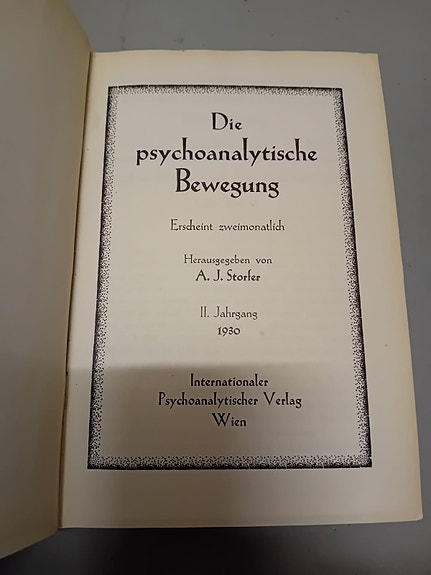 Die
psychoanalytische
Bewegung
Erscheint zweimonatlich
Herausgegeben von
A. J. Storfer
II. Jahrgang
1930
Internationaler
Psychoanalytischer Verlag
Wien